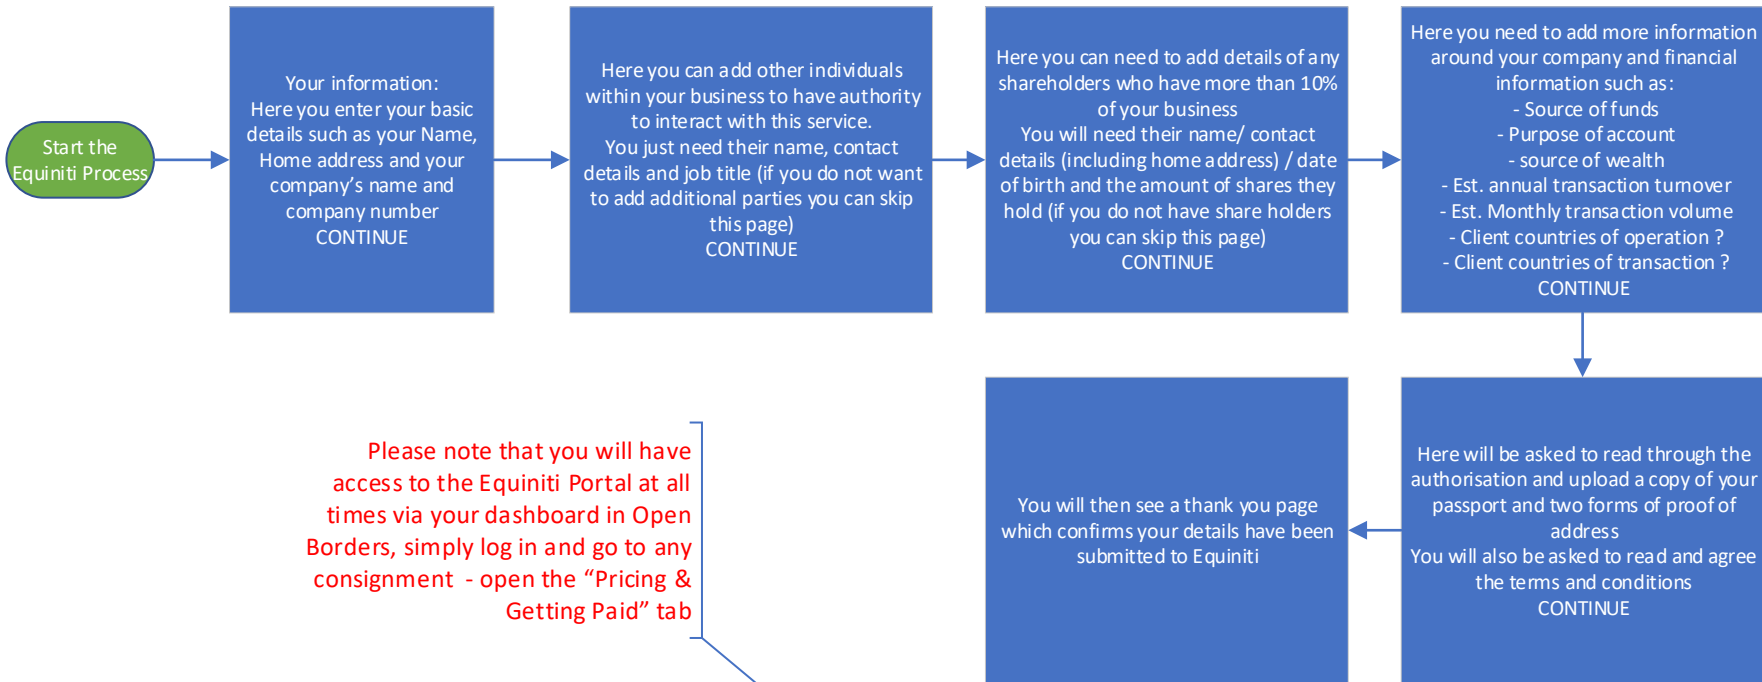 Start the
Equiniti Process
Your information:
Here you enter your basic
details such as your Name,
Home address and your
company’s name and
company number
CONTINUE
Here you can add other individuals
within your business to have authority
to interact with this service.
You just need their name, contact
details and job title (if you do not want
to add additional parties you can skip
this page)
CONTINUE
Here you can need to add details of any
shareholders who have more than 10%
of your business
You will need their name/ contact
details (including home address) / date
of birth and the amount of shares they
hold (if you do not have share holders
you can skip this page)
CONTINUE
Here you need to add more information
around your company and financial
information such as:
- Source of funds
- Purpose of account
- source of wealth
- Est. annual transaction turnover
- Est. Monthly transaction volume
- Client countries of operation ?
- Client countries of transaction ?
CONTINUE
Here will be asked to read through the
authorisation and upload a copy of your
passport and two forms of proof of
address
You will also be asked to read and agree
the terms and conditions
CONTINUE
You will then see a thank you page
which confirms your details have been
submitted to Equiniti
Please note that you will have
access to the Equiniti Portal at all
times via your dashboard in Open
Borders, simply log in and go to any
consignment - open the “Pricing &
Getting Paid” tab